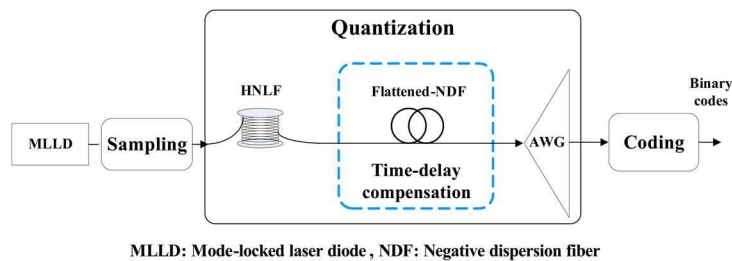 Quantization
HNLF
Flattened-NDF
Binary
codes
MLLD
Sampling
AWG
Coding
Time-delay
compensation
MLLD: Mode-locked laser diode , NDF: Negative dispersion fiber